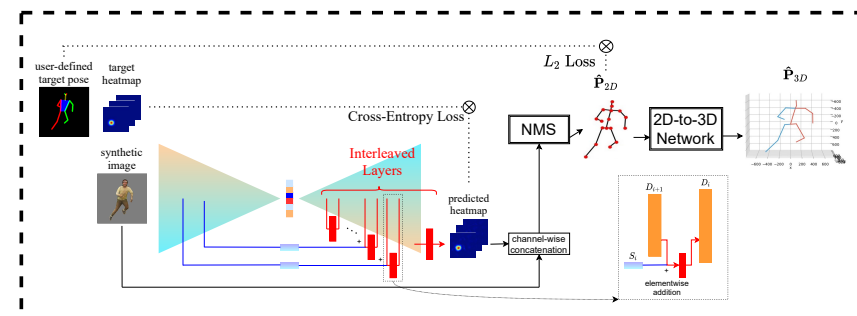 user-defined
target pose
target
heatmap
L₂ Loss
P̂₂D
P̂₃D
Cross-Entropy Loss
NMS
2D-to-3D
Network
synthetic
image
Interleaved
Layers
predicted
heatmap
channel-wise
concatenation
+
+
Dᵢ₊₁
Dᵢ
Sᵢ
+
elementwise
addition